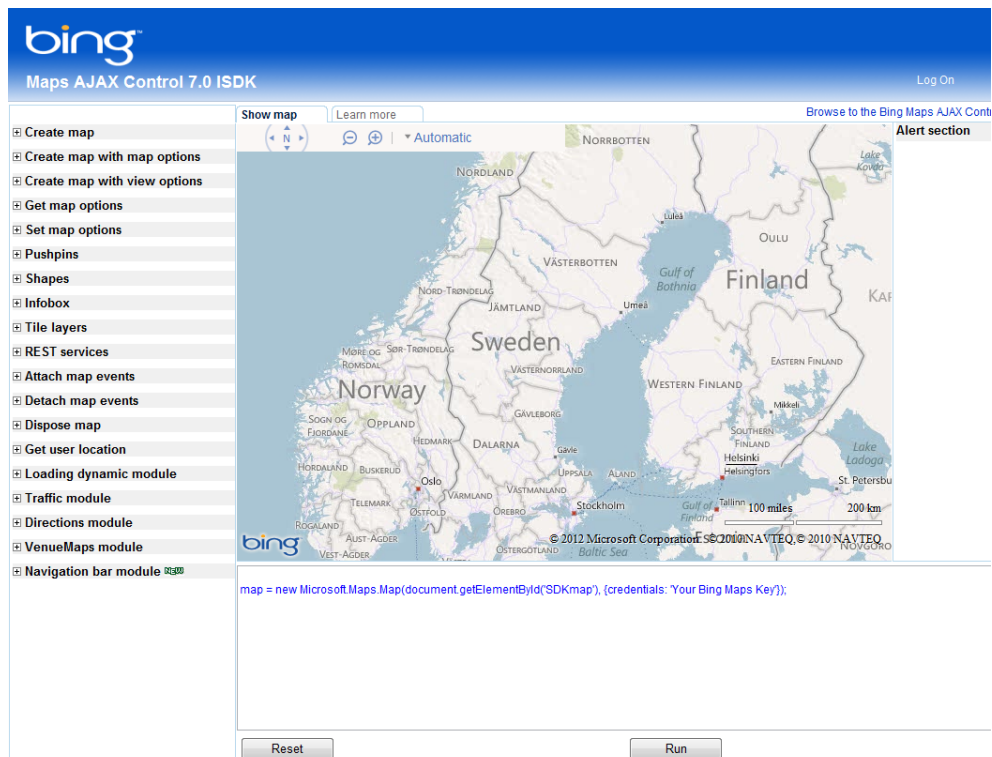 bing™
Maps AJAX Control 7.0 ISDK
Log On
Show map
Learn more
Browse to the Bing Maps AJAX Contr
Create map
Create map with map options
Create map with view options
Get map options
Set map options
Pushpins
Shapes
Infobox
Tile layers
REST services
Attach map events
Detach map events
Dispose map
Get user location
Loading dynamic module
Traffic module
Directions module
VenueMaps module
Navigation bar module NEW
N
Automatic
Alert section
NORRBOTTEN
Lake
Kovda
NORDLAND
Luleå
OULU
VÄSTERBOTTEN
Gulf of
Bothnia
Finland
KAR
NORD-TRØNDELAG
JÄMTLAND
Umeå
Sweden
MØRE OG
ROMSDAL
SØR-TRØNDELAG
VÄSTERNORRLAND
EASTERN FINLAND
Norway
WESTERN FINLAND
Mikkeli
SOGN OG
FJORDANE
OPPLAND
GÄVLEBORG
SOUTHERN
FINLAND
HEDMARK
DALARNA
Gävle
Lake
Ladoga
Helsinki
Helsingfors
HORDALAND
BUSKERUD
Oslo
UPPSALA
ÅLAND
St. Petersbu
VÄRMLAND
VÄSTMANLAND
TELEMARK
ØSTFOLD
ÖREBRO
Stockholm
Gulf of
Finland
Tallinn
100 miles
200 km
ROGALAND
AUST-AGDER
VEST-AGDER
ÖSTERGÖTLAND
Baltic Sea
ESTONIA
NOVGORO
bing
© 2012 Microsoft Corporation © 2010 NAVTEQ, © 2010 NAVTEQ
map = new Microsoft.Maps.Map(document.getElementById('SDKmap'), {credentials: 'Your Bing Maps Key'});
Reset
Run